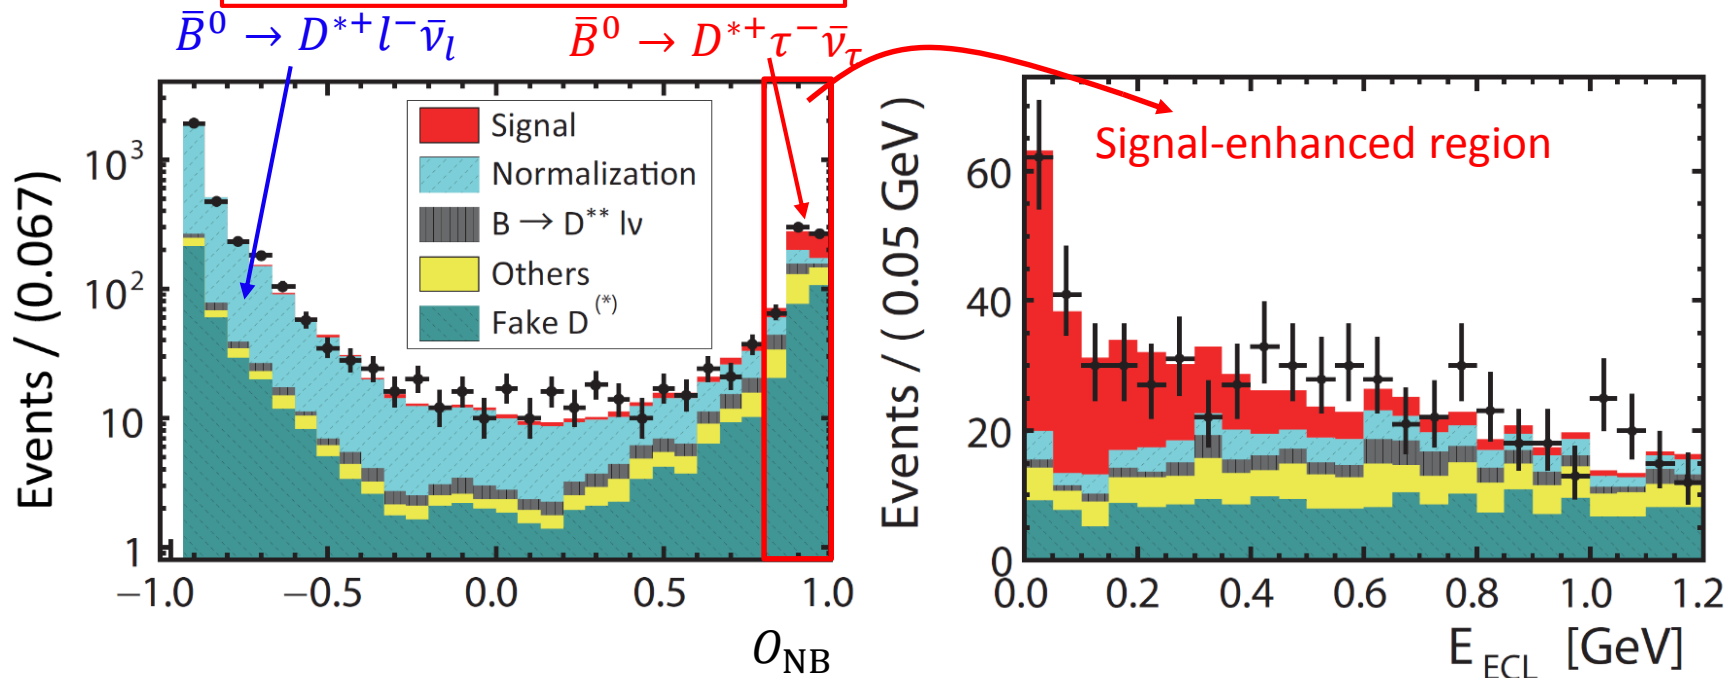 B̄⁰ → D*⁺l⁻ν̄ₗ
B̄⁰ → D*⁺τ⁻ν̄_τ
Signal
Normalization
B → D** lν
Others
Fake D(*)
Events / (0.067)
10³
10²
10
1
−1.0 −0.5 0.0 0.5 1.0
O_NB
Signal-enhanced region
Events / ( 0.05 GeV)
60
40
20
0
0.0 0.2 0.4 0.6 0.8 1.0 1.2
E_ECL [GeV]